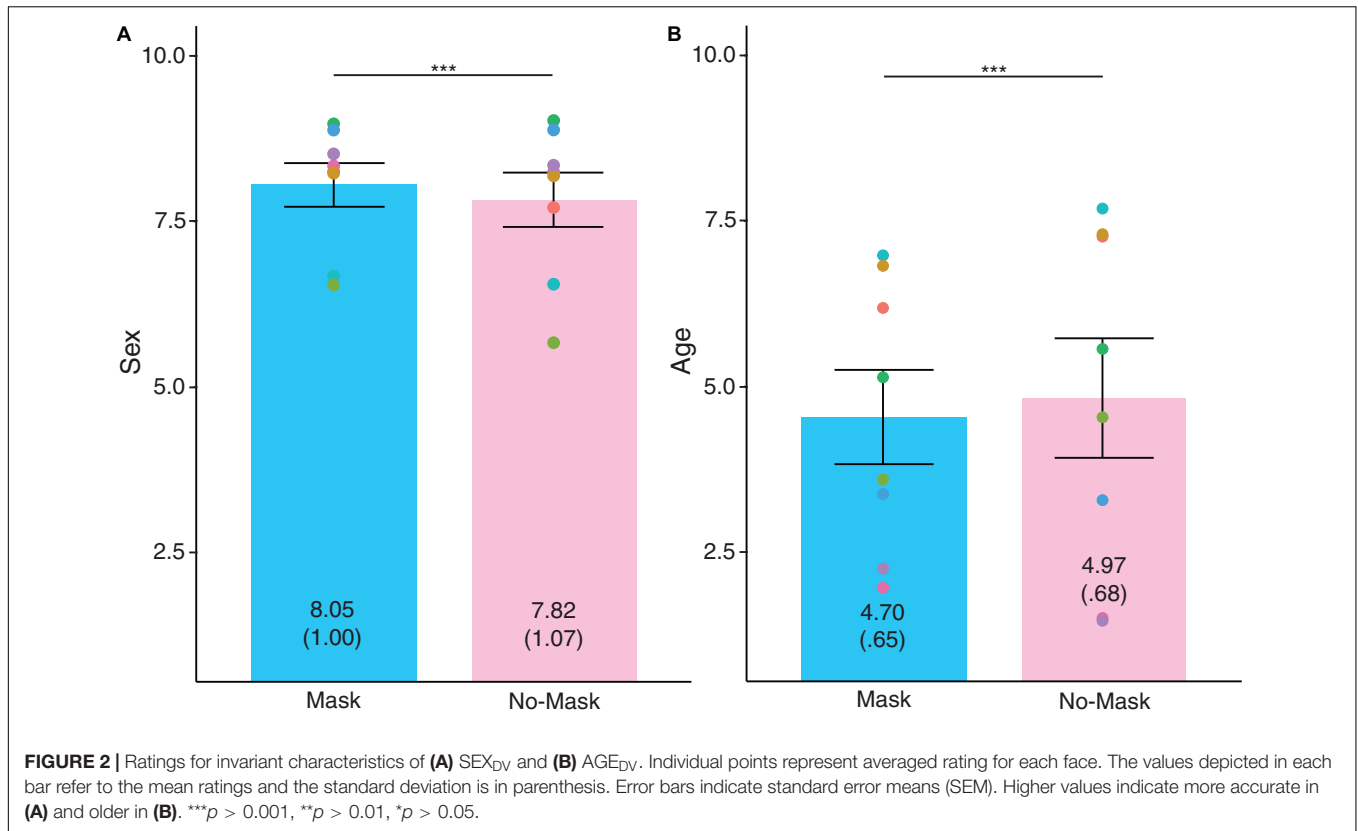 A
10.0
***
7.5
5.0
2.5
Sex
8.05
(1.00)
7.82
(1.07)
Mask
No-Mask
B
10.0
***
7.5
5.0
2.5
Age
4.70
(.65)
4.97
(.68)
Mask
No-Mask
FIGURE 2 | Ratings for invariant characteristics of (A) SEXDV and (B) AGEDV. Individual points represent averaged rating for each face. The values depicted in each
bar refer to the mean ratings and the standard deviation is in parenthesis. Error bars indicate standard error means (SEM). Higher values indicate more accurate in
(A) and older in (B). ***p > 0.001, **p > 0.01, *p > 0.05.